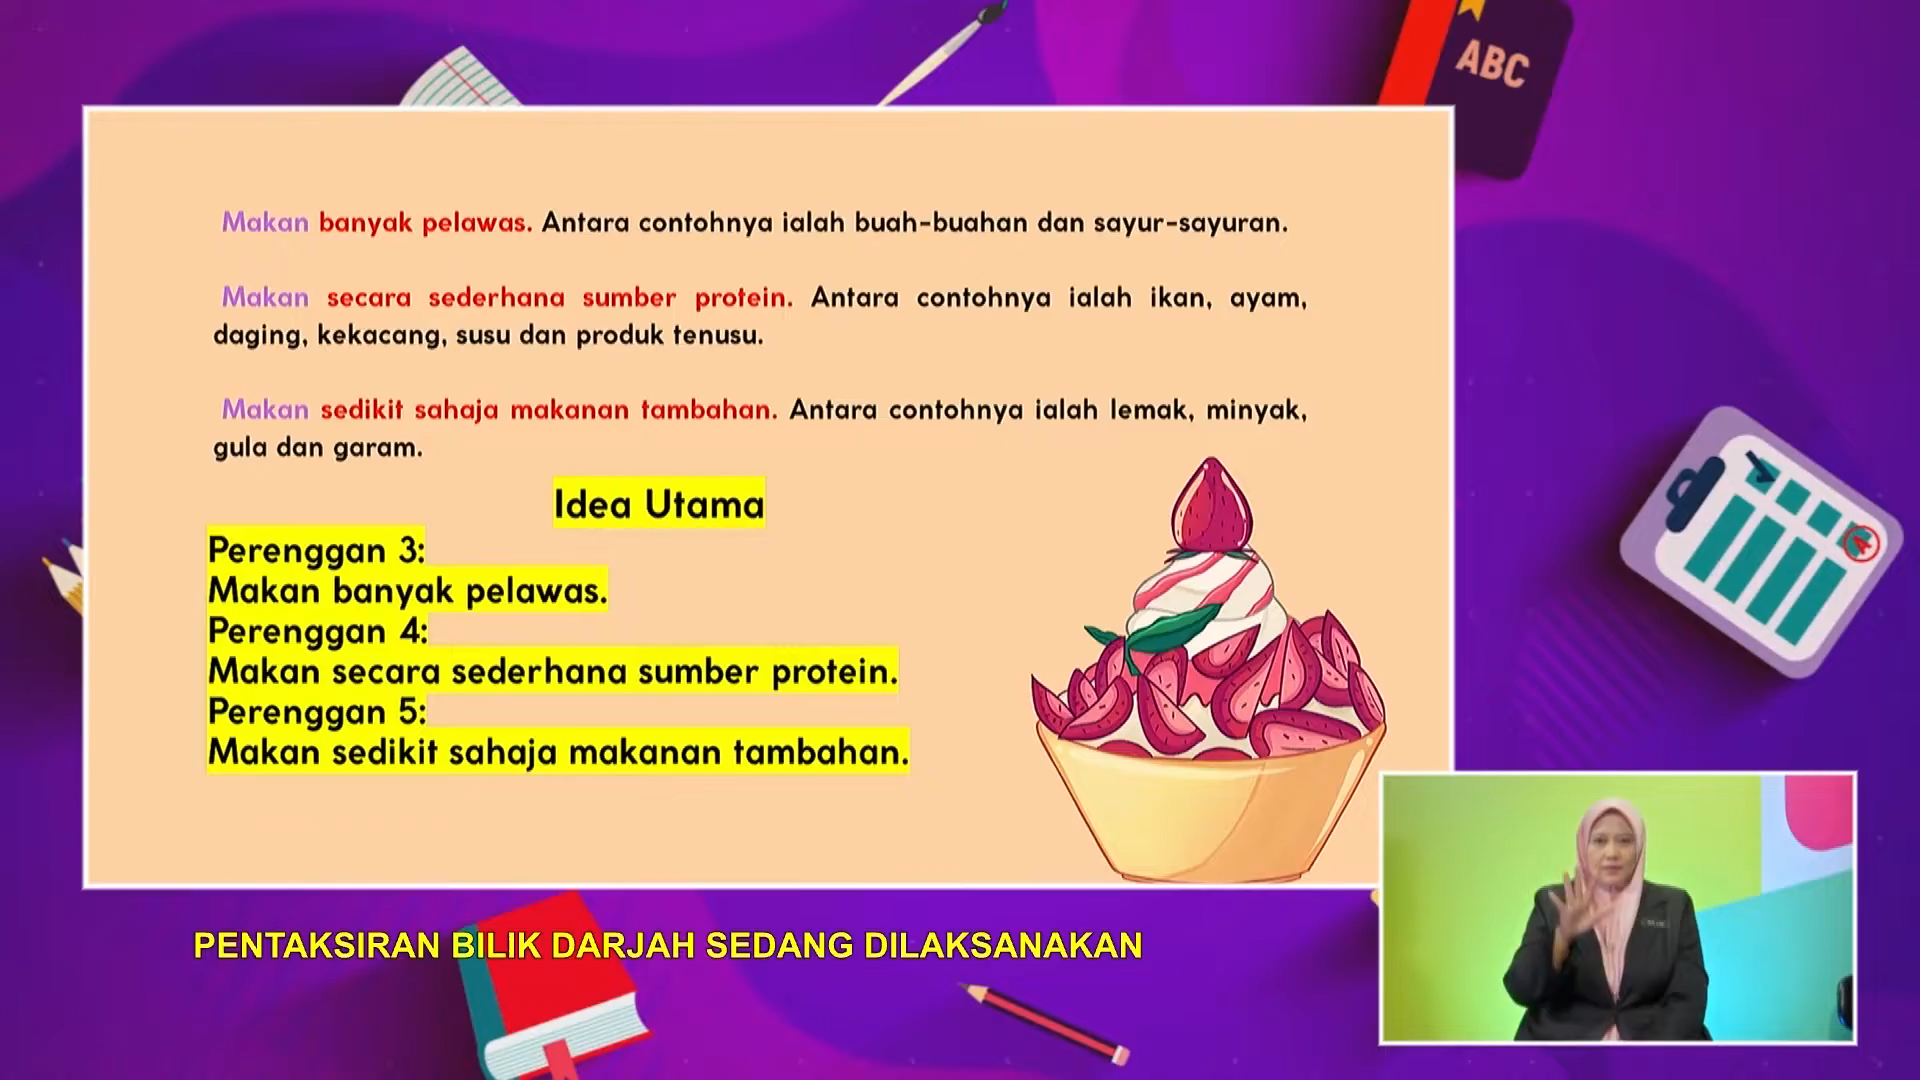 ABC
Makan banyak pelawas. Antara contohnya ialah buah-buahan dan sayur-sayuran.
Makan secara sederhana sumber protein. Antara contohnya ialah ikan, ayam,
daging, kekacang, susu dan produk tenusu.
Makan sedikit sahaja makanan tambahan. Antara contohnya ialah lemak, minyak,
gula dan garam.
Idea Utama
Perenggan 3:
Makan banyak pelawas.
Perenggan 4:
Makan secara sederhana sumber protein.
Perenggan 5:
Makan sedikit sahaja makanan tambahan.
A
PENTAKSIRAN BILIK DARJAH SEDANG DILAKSANAKAN